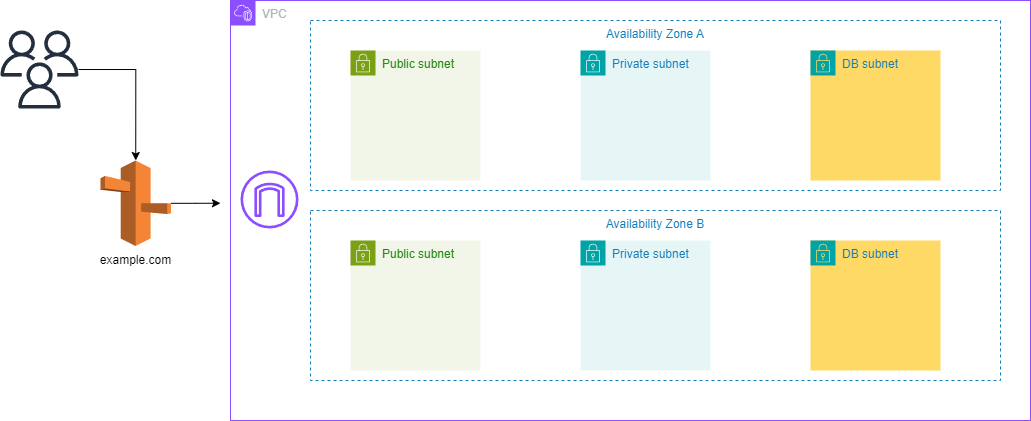 VPC
Availability Zone A
Public subnet
Private subnet
DB subnet
example.com
Availability Zone B
Public subnet
Private subnet
DB subnet